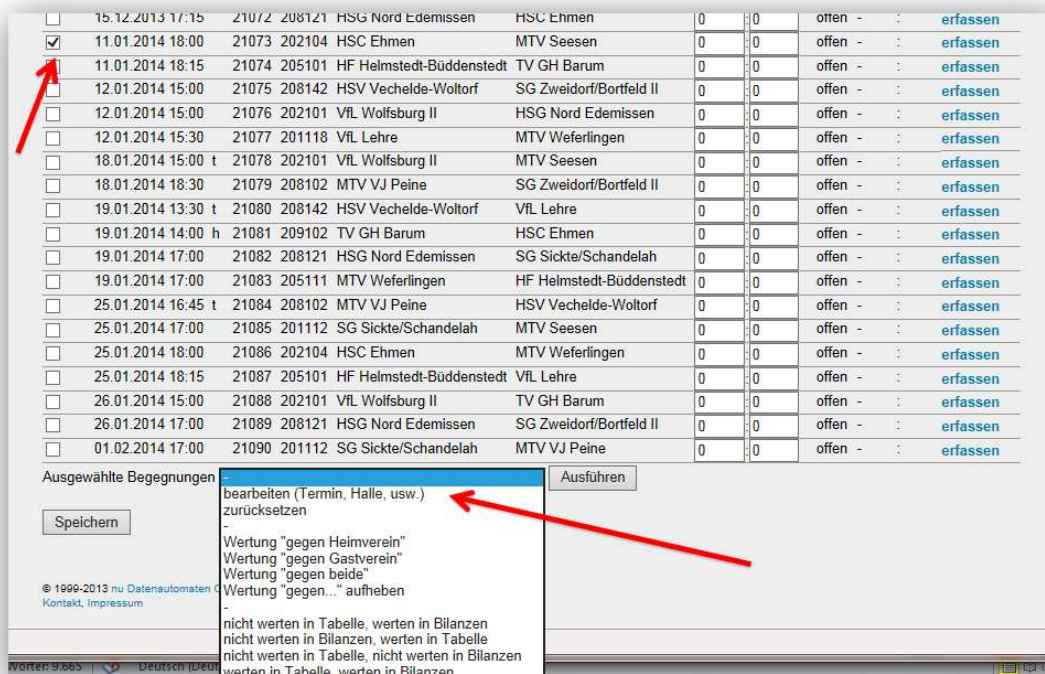 15.12.2013 17:15 21072 208121 HSG Nord Edemissen HSC Ehmen 0 :0 offen - : erfassen
11.01.2014 18:00 21073 202104 HSC Ehmen MTV Seesen 0 :0 offen - : erfassen
11.01.2014 18:15 21074 205101 HF Helmstedt-Büddenstedt TV GH Barum 0 :0 offen - : erfassen
12.01.2014 15:00 21075 208142 HSV Vechelde-Woltorf SG Zweidorf/Bortfeld II 0 :0 offen - : erfassen
12.01.2014 15:00 21076 202101 VfL Wolfsburg II HSG Nord Edemissen 0 :0 offen - : erfassen
12.01.2014 15:30 21077 201118 VfL Lehre MTV Weferlingen 0 :0 offen - : erfassen
18.01.2014 15:00 t 21078 202101 VfL Wolfsburg II MTV Seesen 0 :0 offen - : erfassen
18.01.2014 18:30 21079 208102 MTV VJ Peine SG Zweidorf/Bortfeld II 0 :0 offen - : erfassen
19.01.2014 13:30 t 21080 208142 HSV Vechelde-Woltorf VfL Lehre 0 :0 offen - : erfassen
19.01.2014 14:00 h 21081 209102 TV GH Barum HSC Ehmen 0 :0 offen - : erfassen
19.01.2014 17:00 21082 208121 HSG Nord Edemissen SG Sickte/Schandelah 0 :0 offen - : erfassen
19.01.2014 17:00 21083 205111 MTV Weferlingen HF Helmstedt-Büddenstedt 0 :0 offen - : erfassen
25.01.2014 16:45 t 21084 208102 MTV VJ Peine HSV Vechelde-Woltorf 0 :0 offen - : erfassen
25.01.2014 17:00 21085 201112 SG Sickte/Schandelah MTV Seesen 0 :0 offen - : erfassen
25.01.2014 18:00 21086 202104 HSC Ehmen MTV Weferlingen 0 :0 offen - : erfassen
25.01.2014 18:15 21087 205101 HF Helmstedt-Büddenstedt VfL Lehre 0 :0 offen - : erfassen
26.01.2014 15:00 21088 202101 VfL Wolfsburg II TV GH Barum 0 :0 offen - : erfassen
26.01.2014 17:00 21089 208121 HSG Nord Edemissen SG Zweidorf/Bortfeld II 0 :0 offen - : erfassen
01.02.2014 17:00 21090 201112 SG Sickte/Schandelah MTV VJ Peine 0 :0 offen - : erfassen
Ausgewählte Begegnungen - Ausführen
bearbeiten (Termin, Halle, usw.)
zurücksetzen
-
Speichern
Wertung "gegen Heimverein"
Wertung "gegen Gastverein"
Wertung "gegen beide"
Wertung "gegen..." aufheben
-
nicht werten in Tabelle, werten in Bilanzen
nicht werten in Bilanzen, werten in Tabelle
nicht werten in Tabelle, nicht werten in Bilanzen
werten in Tabelle, werten in Bilanzen
© 1999-2013 nu Datenautomaten
Kontakt, Impressum
Wörter: 9.665 Deutsch (Deut